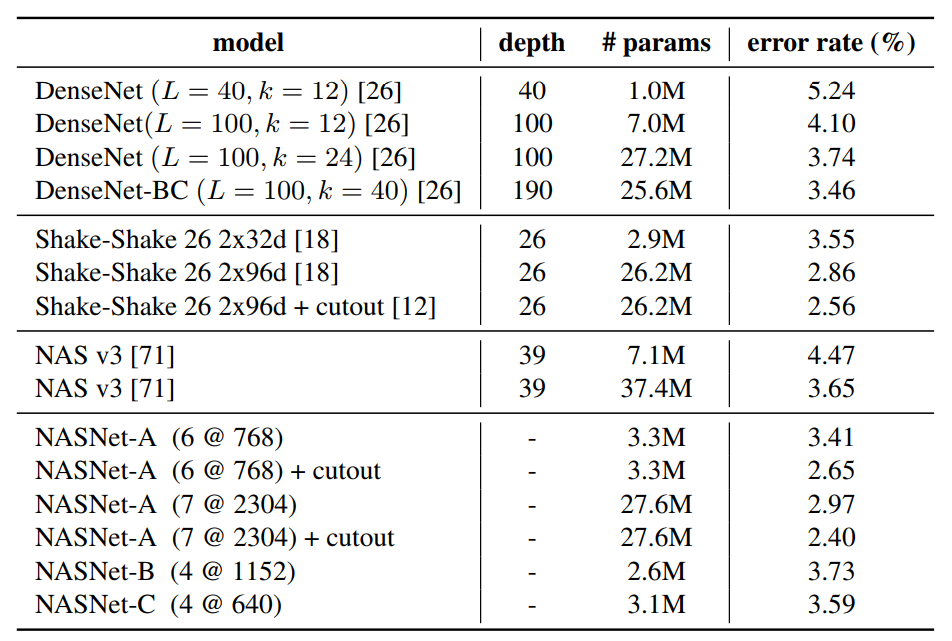 model depth # params error rate (%)
DenseNet (L = 40, k = 12) [26] 40 1.0M 5.24
DenseNet(L = 100, k = 12) [26] 100 7.0M 4.10
DenseNet (L = 100, k = 24) [26] 100 27.2M 3.74
DenseNet-BC (L = 100, k = 40) [26] 190 25.6M 3.46
Shake-Shake 26 2x32d [18] 26 2.9M 3.55
Shake-Shake 26 2x96d [18] 26 26.2M 2.86
Shake-Shake 26 2x96d + cutout [12] 26 26.2M 2.56
NAS v3 [71] 39 7.1M 4.47
NAS v3 [71] 39 37.4M 3.65
NASNet-A (6 @ 768) - 3.3M 3.41
NASNet-A (6 @ 768) + cutout - 3.3M 2.65
NASNet-A (7 @ 2304) - 27.6M 2.97
NASNet-A (7 @ 2304) + cutout - 27.6M 2.40
NASNet-B (4 @ 1152) - 2.6M 3.73
NASNet-C (4 @ 640) - 3.1M 3.59